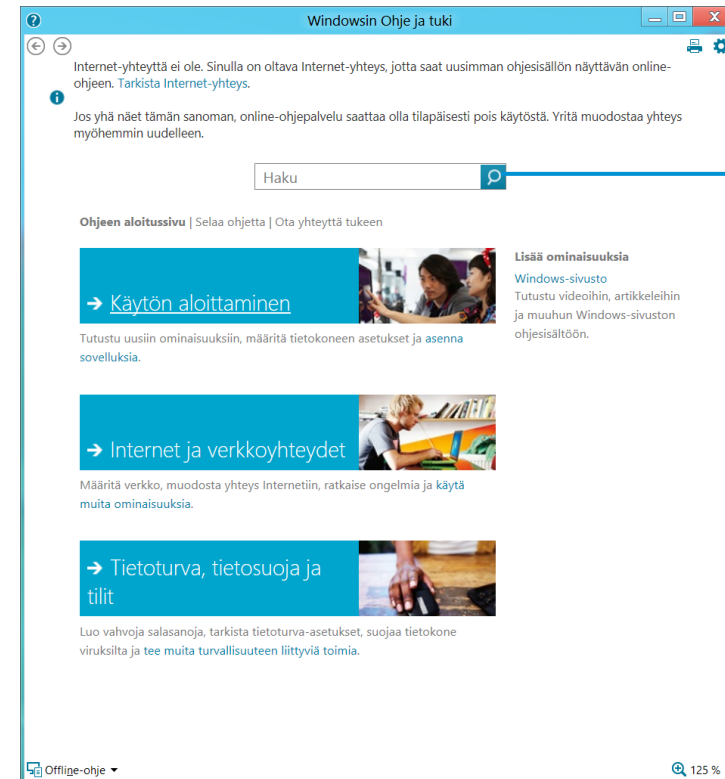 Windowsin Ohje ja tuki
Internet-yhteyttä ei ole. Sinulla on oltava Internet-yhteys, jotta saat uusimman ohjesisällön näyttävän online-
ohjeen. Tarkista Internet-yhteys.
Jos yhä näet tämän sanoman, online-ohjepalvelu saattaa olla tilapäisesti pois käytöstä. Yritä muodostaa yhteys
myöhemmin uudelleen.
Haku
Ohjeen aloitussivu | Selaa ohjetta | Ota yhteyttä tukeen
Käytön aloittaminen
Tutustu uusiin ominaisuuksiin, määritä tietokoneen asetukset ja asenna
sovelluksia.
Lisää ominaisuuksia
Windows-sivusto
Tutustu videoihin, artikkeleihin
ja muuhun Windows-sivuston
ohjesisältöön.
Internet ja verkkoyhteydet
Määritä verkko, muodosta yhteys Internetiin, ratkaise ongelmia ja käytä
muita ominaisuuksia.
Tietoturva, tietosuoja ja
tilit
Luo vahvoja salasanoja, tarkista tietoturva-asetukset, suojaa tietokone
viruksilta ja tee muita turvallisuuteen liittyviä toimia.
Offline-ohje
125 %